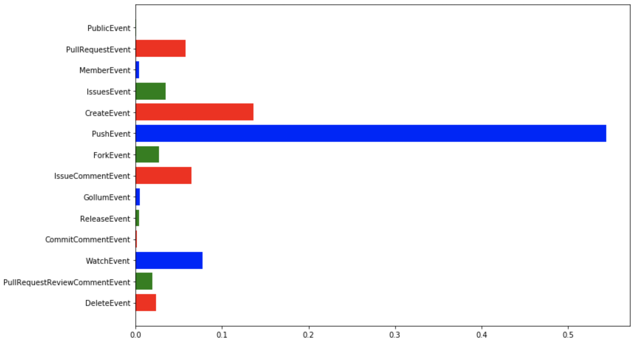 PublicEvent
PullRequestEvent
MemberEvent
IssuesEvent
CreateEvent
PushEvent
ForkEvent
IssueCommentEvent
GollumEvent
ReleaseEvent
CommitCommentEvent
WatchEvent
PullRequestReviewCommentEvent
DeleteEvent
0.0 0.1 0.2 0.3 0.4 0.5